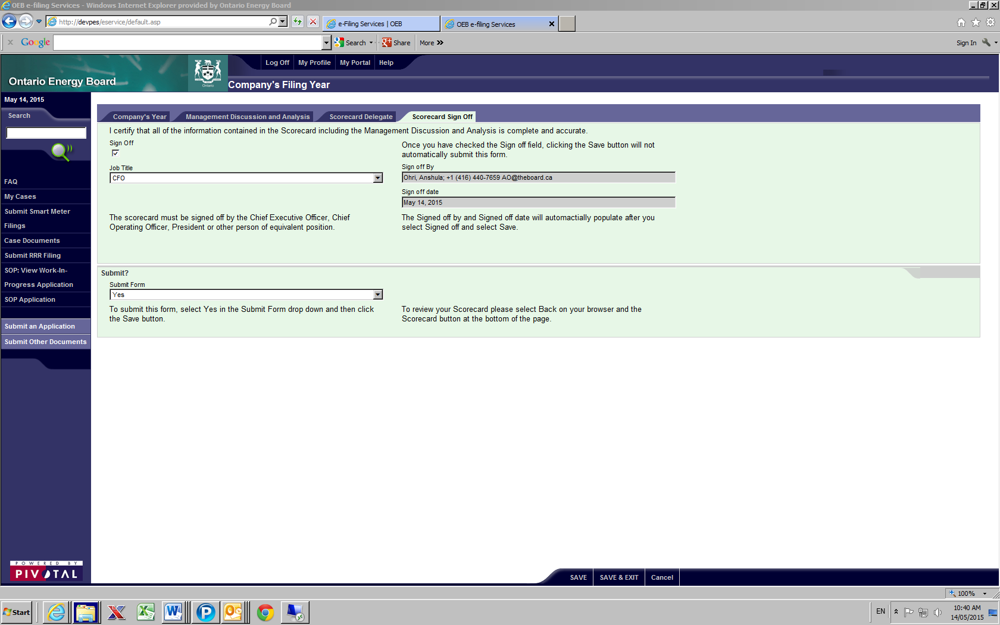 OEB e-filing Services - Windows Internet Explorer provided by Ontario Energy Board
http://devpes/eservice/default.asp
e-Filing Services | OEB
OEB e-filing Services
Google
Search
Share
More »
Sign In
Log Off
My Profile
My Portal
Help
Ontario Energy Board
Ontario
Company's Filing Year
May 14, 2015
Search
FAQ
My Cases
Submit Smart Meter
Filings
Case Documents
Submit RRR Filing
SOP: View Work-In-
Progress Application
SOP Application
Submit an Application
Submit Other Documents
POWERED BY
PIVOTAL
Company's Year
Management Discussion and Analysis
Scorecard Delegate
Scorecard Sign Off
I certify that all of the information contained in the Scorecard including the Management Discussion and Analysis is complete and accurate.
Sign Off
Once you have checked the Sign off field, clicking the Save button will not
automatically submit this form.
Job Title
CFO
Sign off By
Ohri, Anshula; +1 (416) 440-7659 AO@theboard.ca
Sign off date
May 14, 2015
The scorecard must be signed off by the Chief Executive Officer, Chief
Operating Officer, President or other person of equivalent position.
The Signed off by and Signed off date will automactially populate after you
select Signed off and select Save.
Submit?
Submit Form
Yes
To submit this form, select Yes in the Submit Form drop down and then click
the Save button.
To review your Scorecard please select Back on your browser and the
Scorecard button at the bottom of the page.
SAVE
SAVE & EXIT
Cancel
100%
Start
EN
10:40 AM
14/05/2015